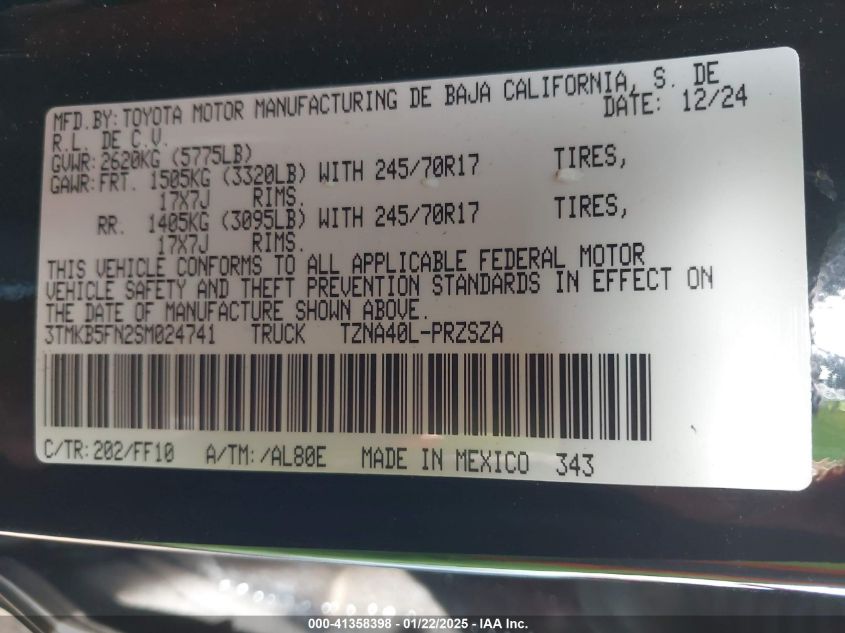 MFD.BY: TOYOTA MOTOR MANUFACTURING DE BAJA CALIFORNIA, S. DE
R.L. DE C.V. DATE: 12/24
GVWR: 2620KG (5775LB)
GAWR: FRT. 1505KG (3320LB) WITH 245/70R17 TIRES,
17X7J RIMS.
RR. 1405KG (3095LB) WITH 245/70R17 TIRES,
17X7J RIMS.
THIS VEHICLE CONFORMS TO ALL APPLICABLE FEDERAL MOTOR
VEHICLE SAFETY AND THEFT PREVENTION STANDARDS IN EFFECT ON
THE DATE OF MANUFACTURE SHOWN ABOVE.
3TMKB5FN2SM024741 TRUCK TZNA40L-PRZSZA
C/TR: 202/FF10 A/TM: /AL80E MADE IN MEXICO 343
000-41358398 - 01/22/2025 - IAA Inc.